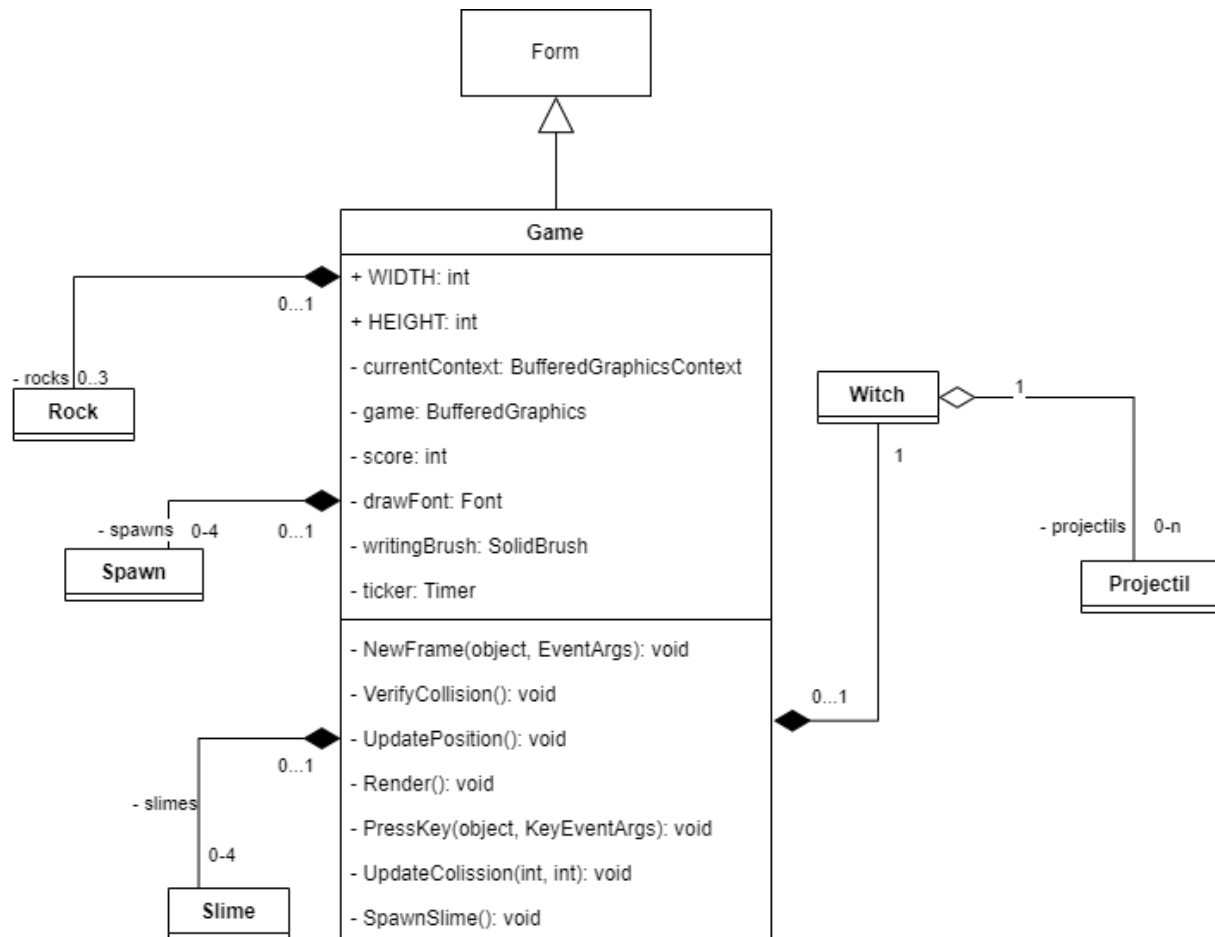 Form
Game
+ WIDTH: int
+ HEIGHT: int
- currentContext: BufferedGraphicsContext
- game: BufferedGraphics
- score: int
- drawFont: Font
- writingBrush: SolidBrush
- ticker: Timer
- NewFrame(object, EventArgs): void
- VerifyCollision(): void
- UpdatePosition(): void
- Render(): void
- PressKey(object, KeyEventArgs): void
- UpdateColission(int, int): void
- SpawnSlime(): void
0...1
- rocks 0..3
Rock
0...1
- spawns 0-4
Spawn
0...1
- slimes
0-4
Slime
Witch
1
0...1
1
- projectils 0-n
Projectil